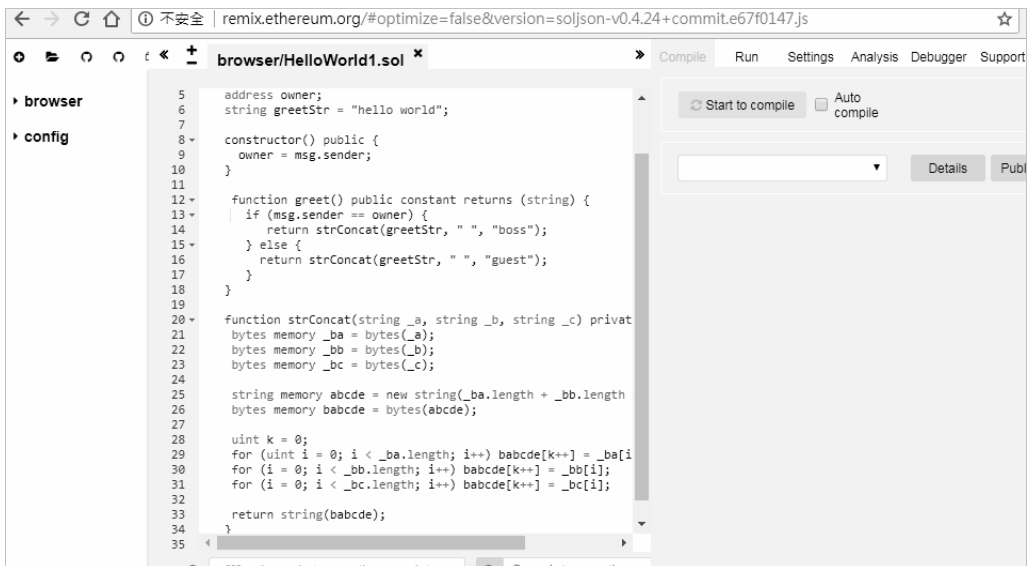 不安全 remix.ethereum.org/#optimize=false&version=soljson-v0.4.24+commit.e67f0147.js
browser/HelloWorld1.sol
Compile Run Settings Analysis Debugger Support
browser
config
Start to compile
Auto compile
Details
Publ
5 address owner;
6 string greetStr = "hello world";
7
8 constructor() public {
9 owner = msg.sender;
10 }
11
12 function greet() public constant returns (string) {
13 if (msg.sender == owner) {
14 return strConcat(greetStr, " ", "boss");
15 } else {
16 return strConcat(greetStr, " ", "guest");
17 }
18 }
19
20 function strConcat(string _a, string _b, string _c) privat
21 bytes memory _ba = bytes(_a);
22 bytes memory _bb = bytes(_b);
23 bytes memory _bc = bytes(_c);
24
25 string memory abcde = new string(_ba.length + _bb.length
26 bytes memory babcde = bytes(abcde);
27
28 uint k = 0;
29 for (uint i = 0; i < _ba.length; i++) babcde[k++] = _ba[i
30 for (i = 0; i < _bb.length; i++) babcde[k++] = _bb[i];
31 for (i = 0; i < _bc.length; i++) babcde[k++] = _bc[i];
32
33 return string(babcde);
34 }
35